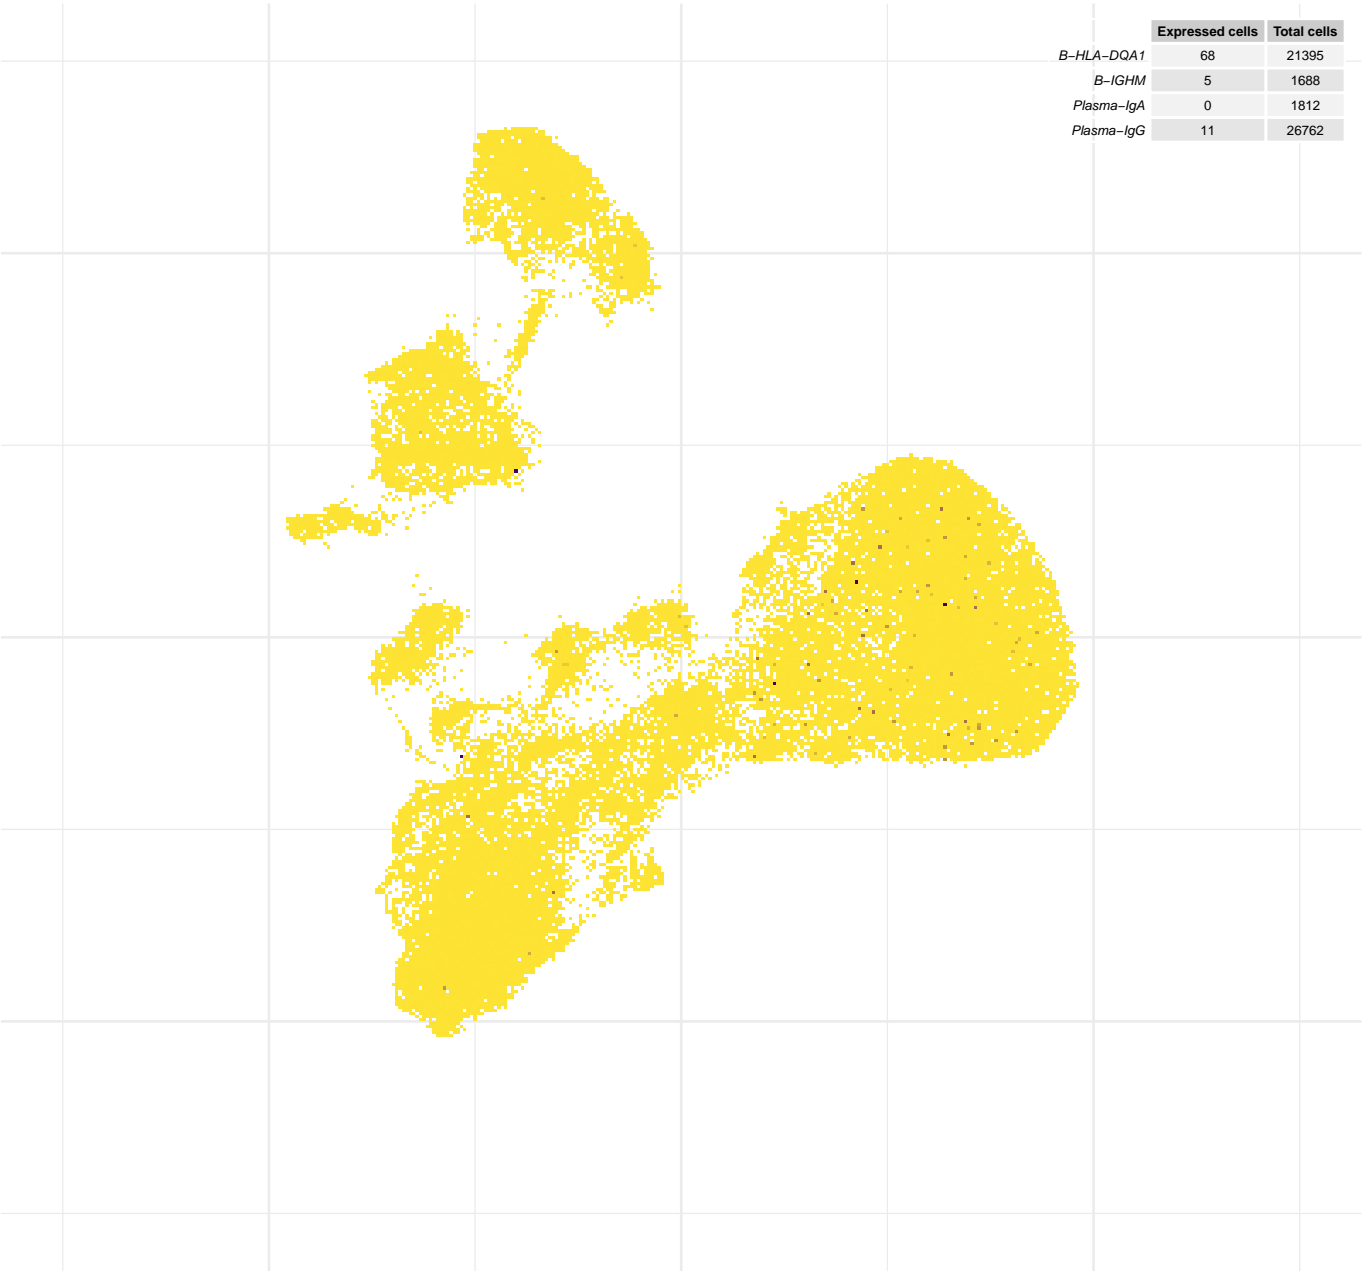 Expressed cells Total cells
B−HLA−DQA1 68 21395
B−IGHM 5 1688
Plasma−IgA 0 1812
Plasma−IgG 11 26762